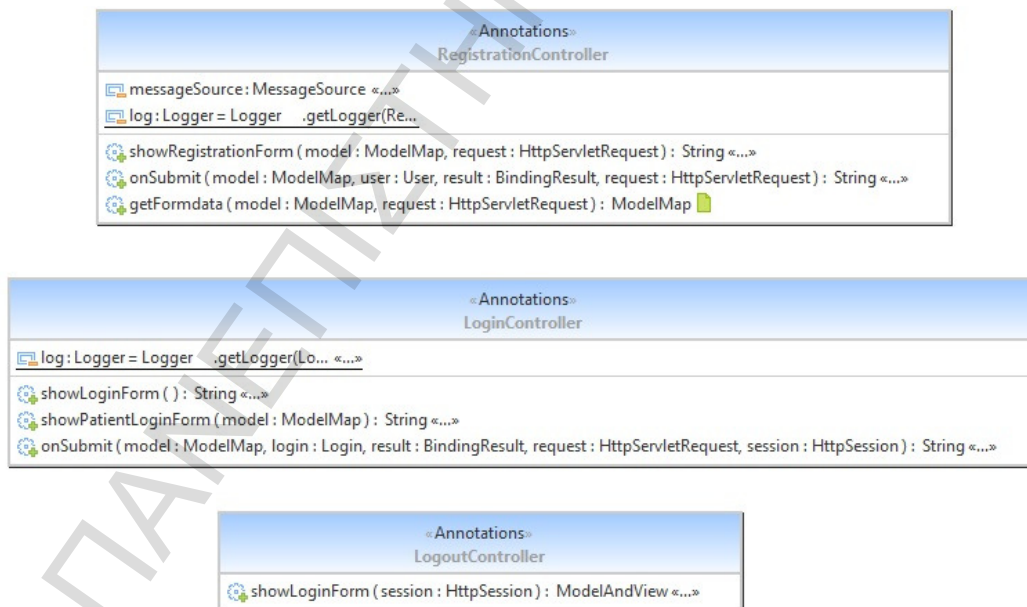 «Annotations»
RegistrationController
messageSource: MessageSource «...»
log: Logger = Logger .getLogger(Re...
showRegistrationForm ( model : ModelMap, request : HttpServletRequest ) : String «...»
onSubmit ( model : ModelMap, user : User, result : BindingResult, request : HttpServletRequest ) : String «...»
getFormdata ( model : ModelMap, request : HttpServletRequest ) : ModelMap
«Annotations»
LoginController
log: Logger = Logger .getLogger(Lo... «...»
showLoginForm ( ) : String «...»
showPatientLoginForm ( model : ModelMap ) : String «...»
onSubmit ( model : ModelMap, login : Login, result : BindingResult, request : HttpServletRequest, session : HttpSession ) : String «...»
«Annotations»
LogoutController
showLoginForm ( session : HttpSession ) : ModelAndView «...»
ΠΑΝΕΠΙΣΤΗ